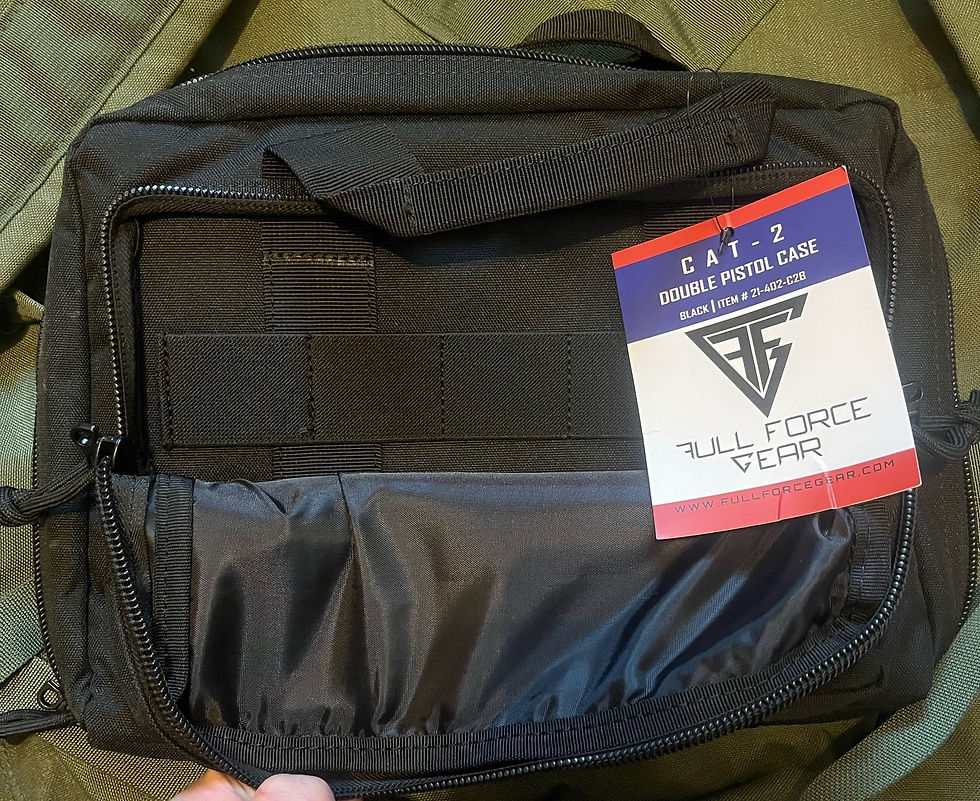 CAT-2
DOUBLE PISTOL CASE
BLACK | ITEM # 21-402-C2B
FULL FORCE
GEAR
WWW.FULLFORCEGEAR.COM